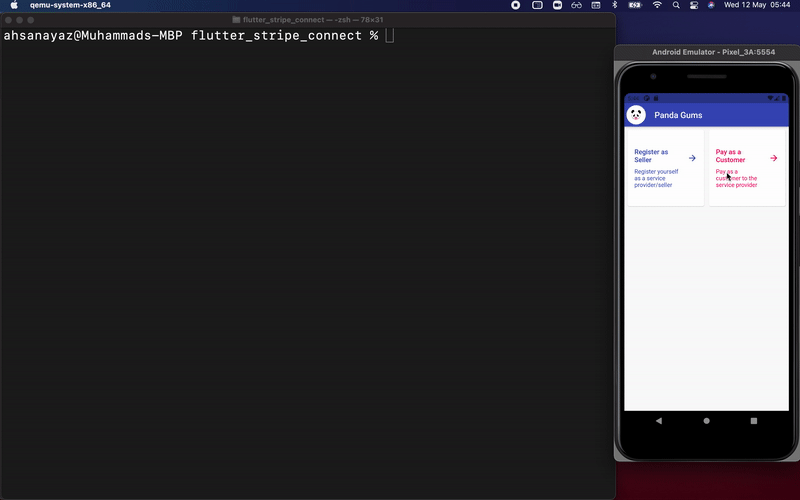 qemu-system-x86_64
Wed 12 May 05:44
flutter_stripe_connect — -zsh — 78×31
ahsanayaz@Muhammads-MBP flutter_stripe_connect %
Android Emulator - Pixel_3A:5554
Panda Gums
Register as
Seller
Register yourself
as a service
provider/seller
Pay as a
Customer
Pay as a
customer to the
service provider